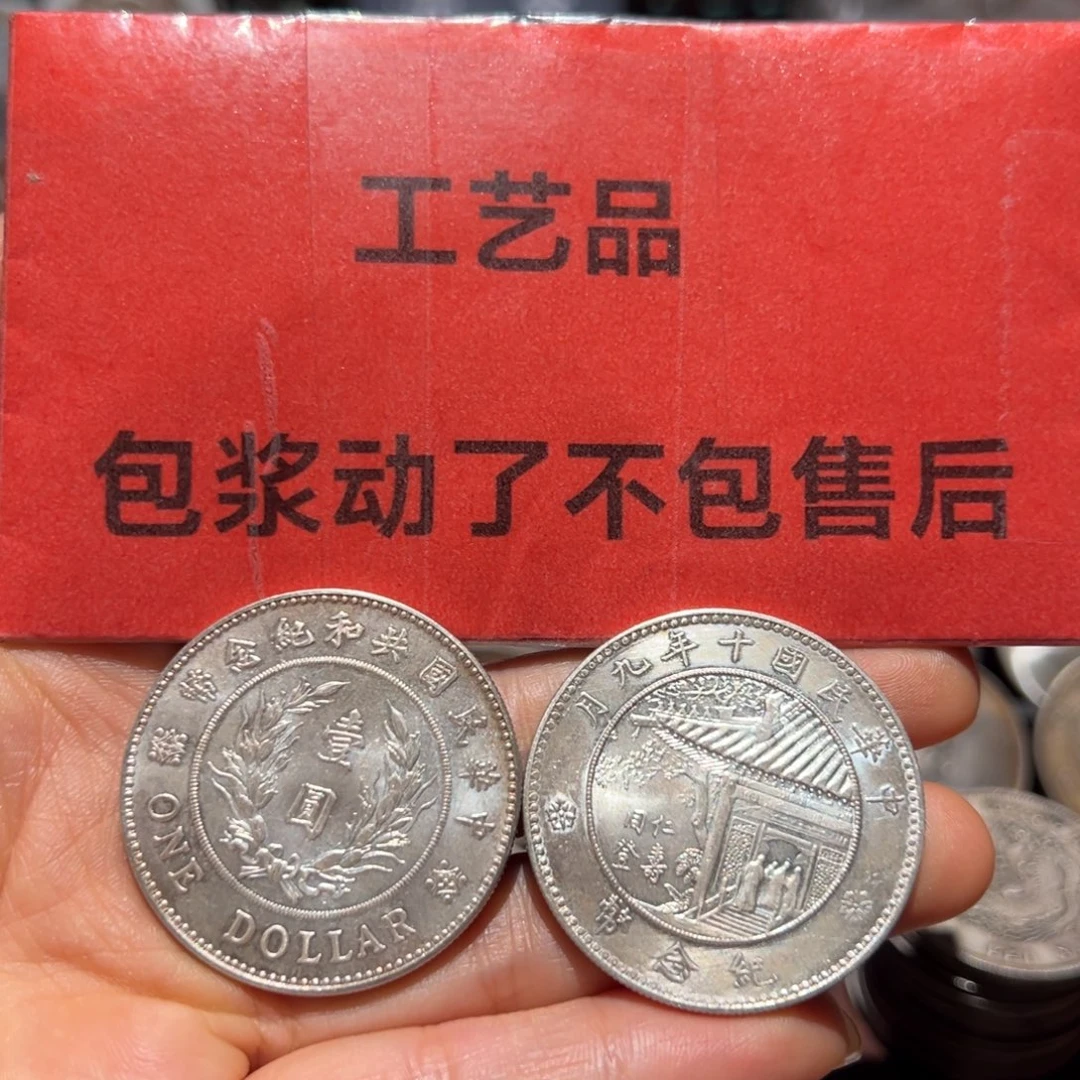 工艺品
包浆动了不包售后
中華民國共和紀念幣
壹圓
ONE DOLLAR
中華民國十年九月
仁壽
同登
紀念幣